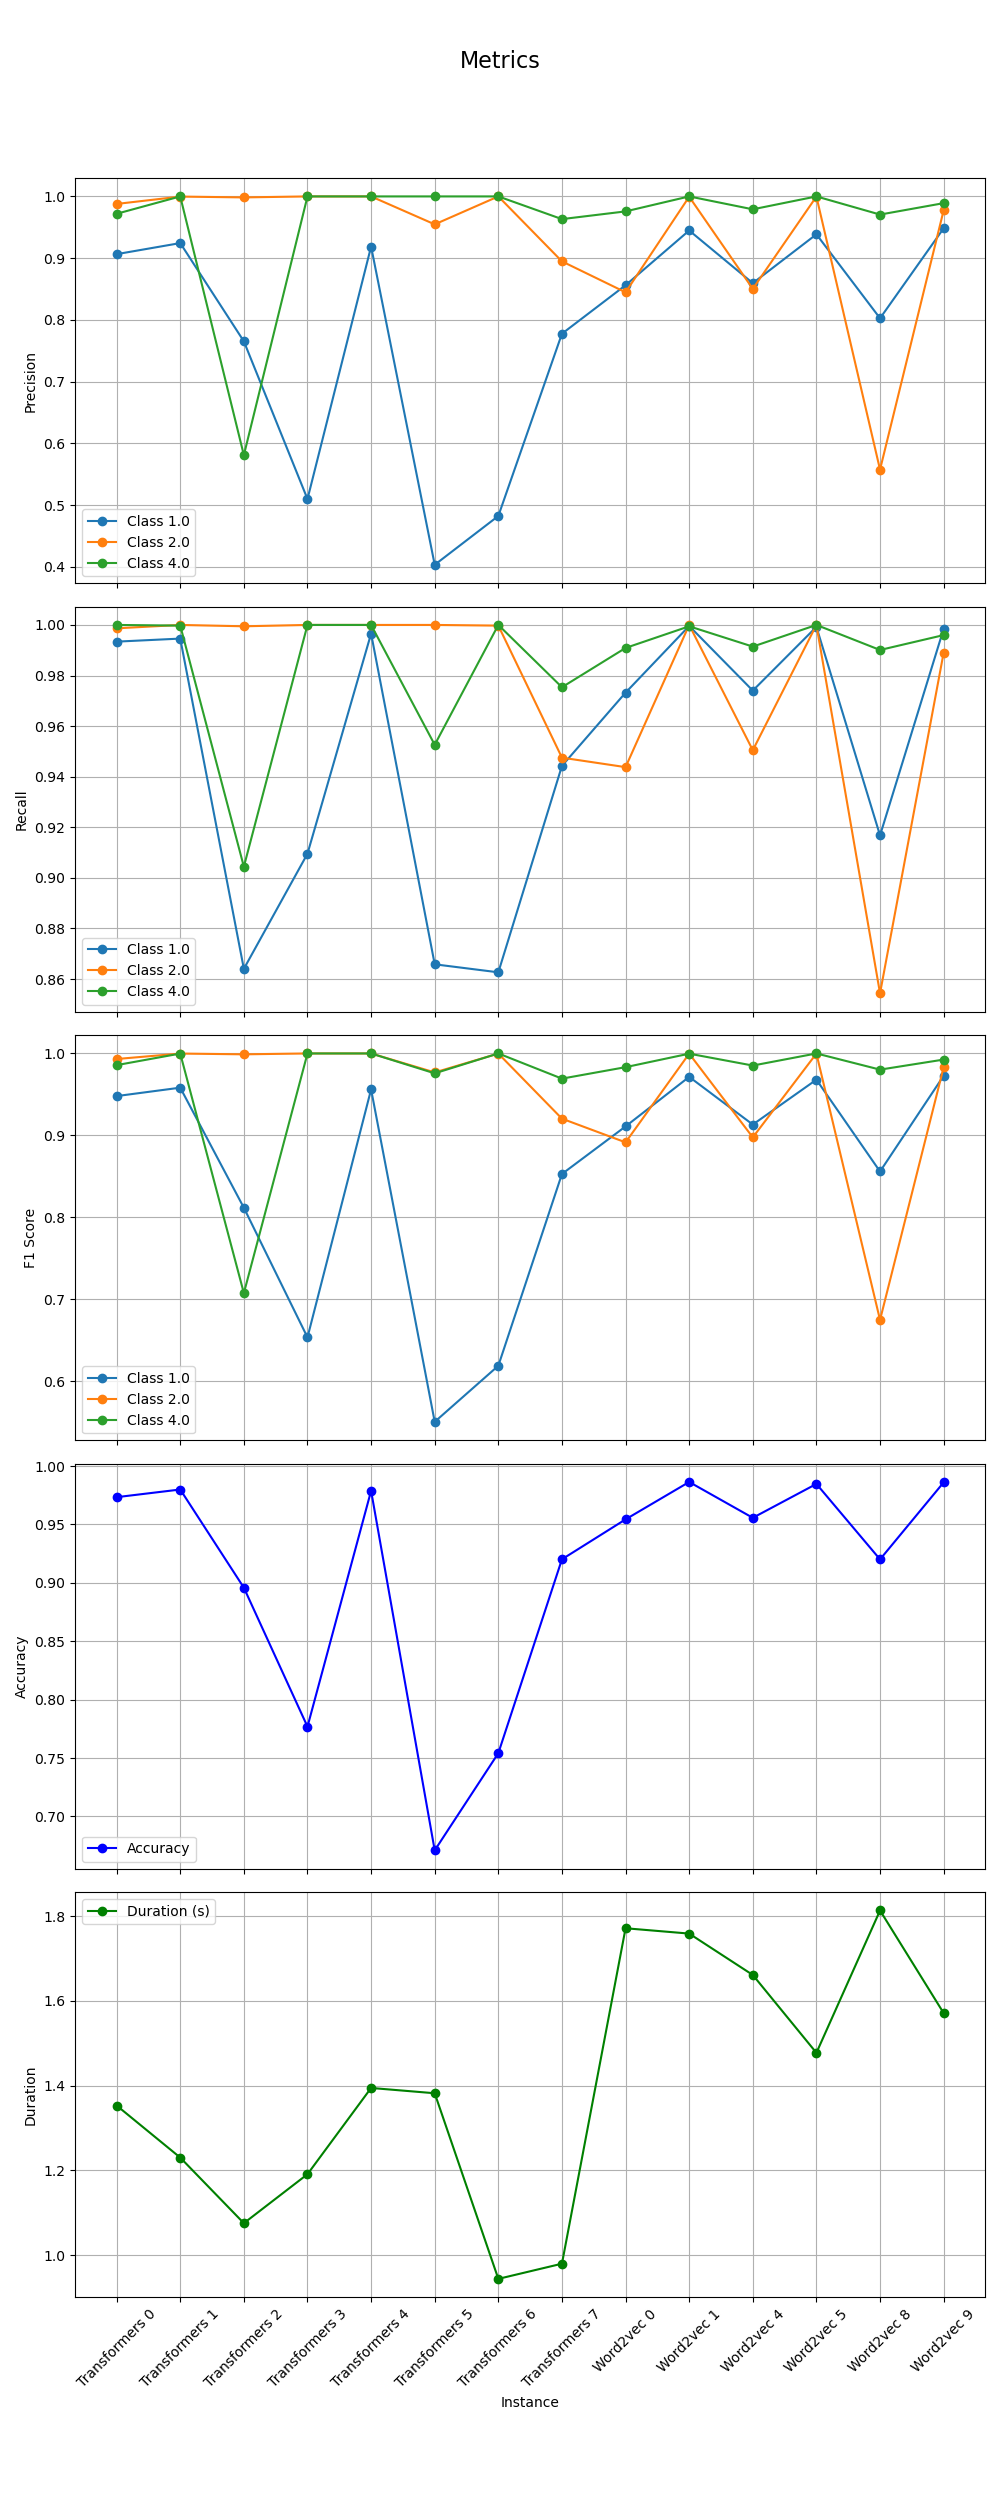 Metrics
1.0
0.9
0.8
0.7
0.6
0.5
0.4
Precision
Class 1.0
Class 2.0
Class 4.0
1.00
0.98
0.96
0.94
0.92
0.90
0.88
0.86
Recall
Class 1.0
Class 2.0
Class 4.0
1.0
0.9
0.8
0.7
0.6
F1 Score
Class 1.0
Class 2.0
Class 4.0
1.00
0.95
0.90
0.85
0.80
0.75
0.70
Accuracy
Accuracy
Duration (s)
1.8
1.6
1.4
1.2
1.0
Duration
Transformers 0
Transformers 1
Transformers 2
Transformers 3
Transformers 4
Transformers 5
Transformers 6
Transformers 7
Word2vec 0
Word2vec 1
Word2vec 4
Word2vec 5
Word2vec 8
Word2vec 9
Instance